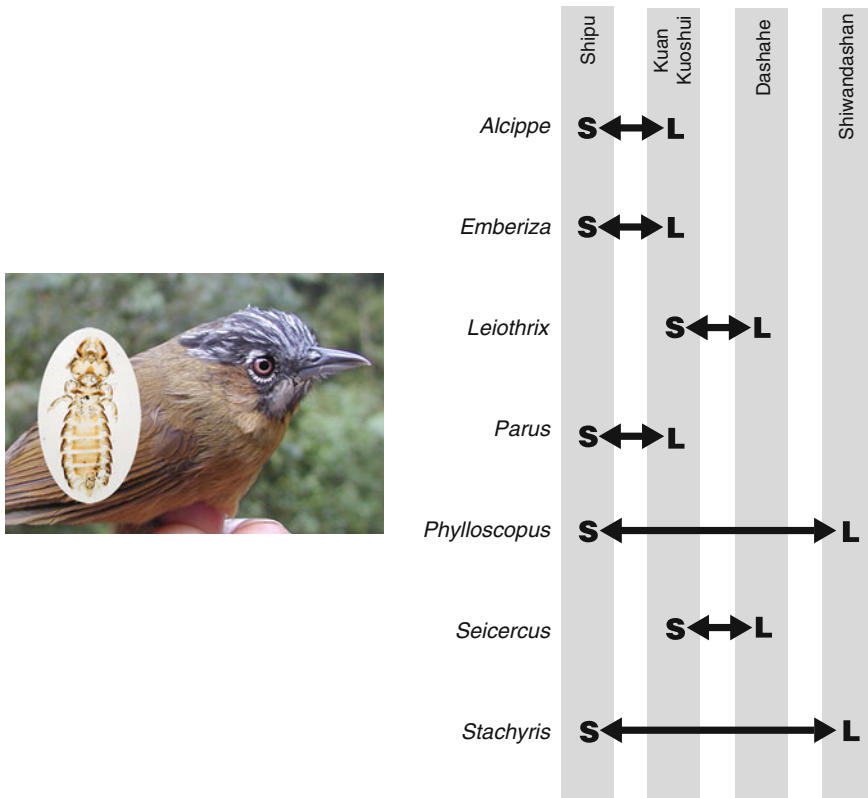 Shipu
Kuan
Kuoshui
Dashahe
Shiwandashan
Alcippe S L
Emberiza S L
Leiothrix S L
Parus S L
Phylloscopus S L
Seicercus S L
Stachyris S L